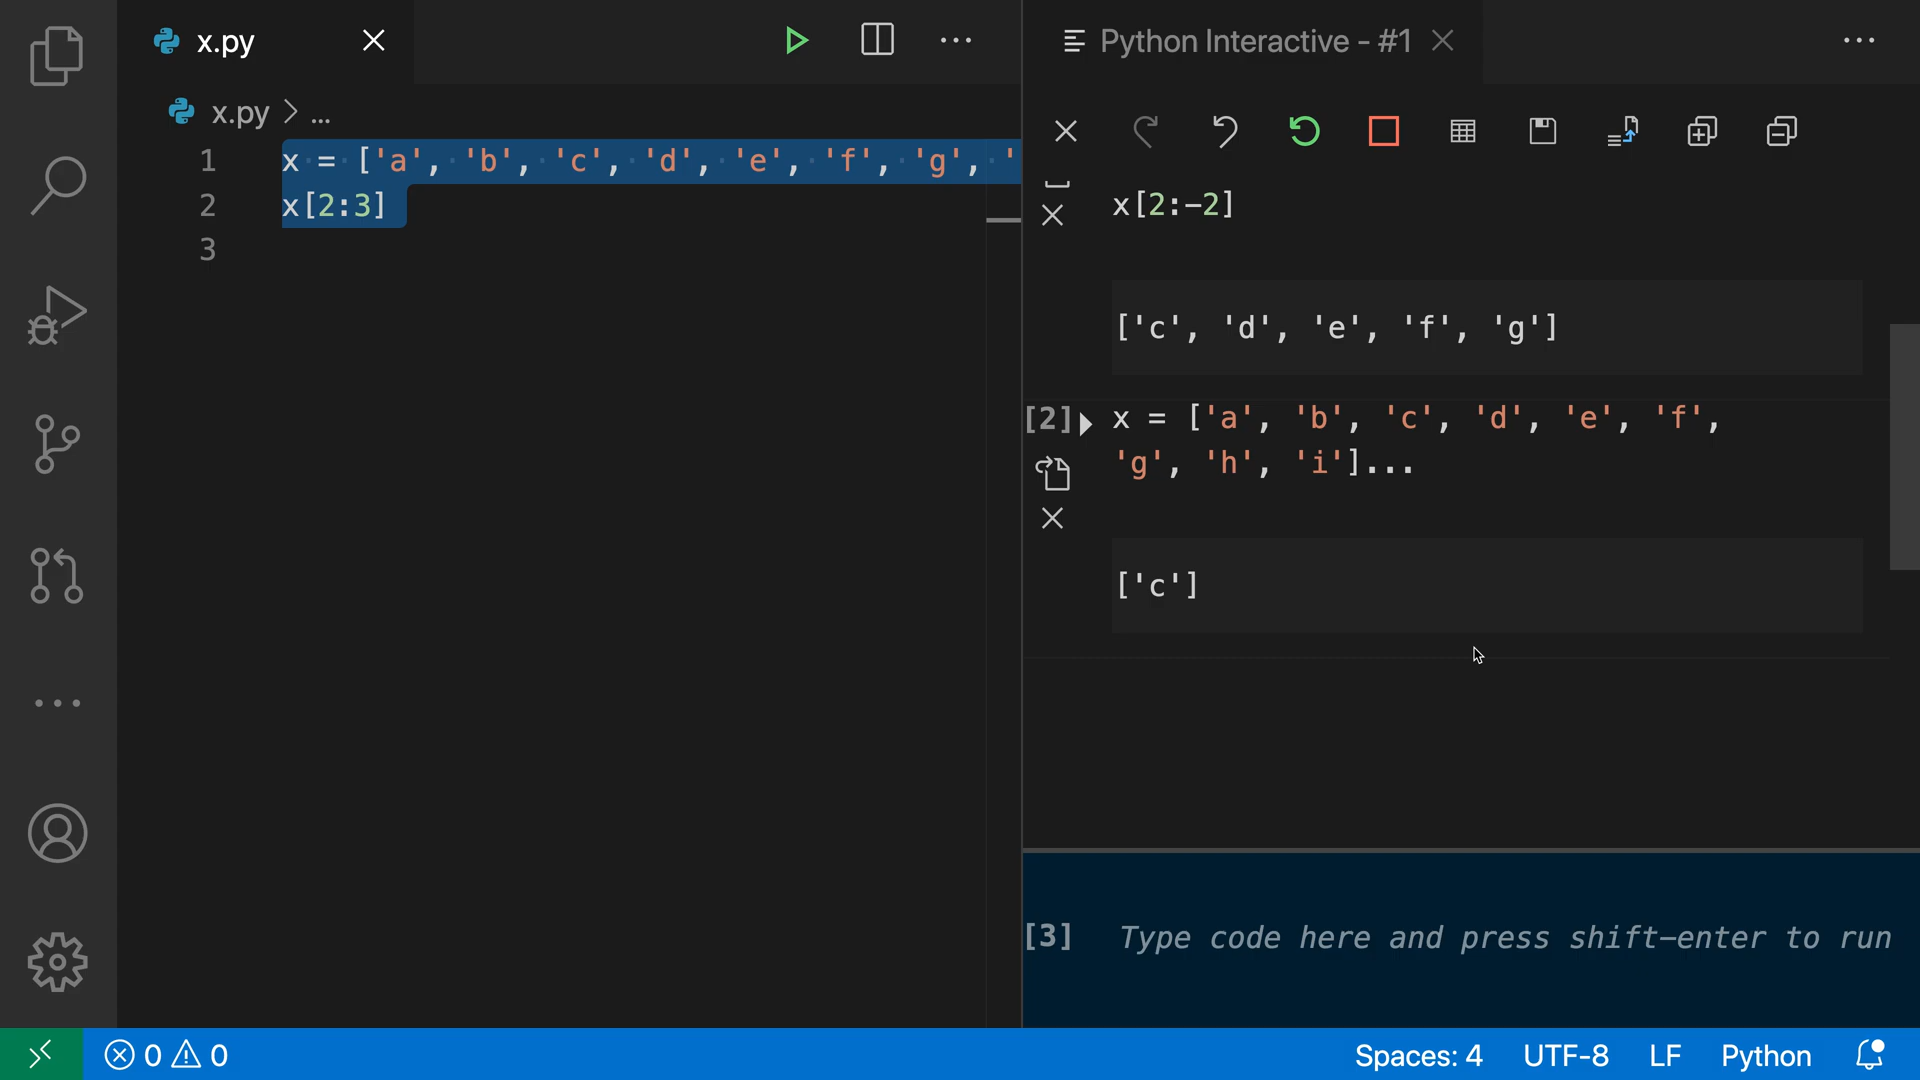 x.py
Python Interactive - #1
x.py > ...
1 x = ['a', 'b', 'c', 'd', 'e', 'f', 'g', '
2 x[2:3]
3
x[2:-2]
['c', 'd', 'e', 'f', 'g']
[2] x = ['a', 'b', 'c', 'd', 'e', 'f',
'g', 'h', 'i']...
['c']
[3] Type code here and press shift-enter to run
0 0 Spaces: 4 UTF-8 LF Python